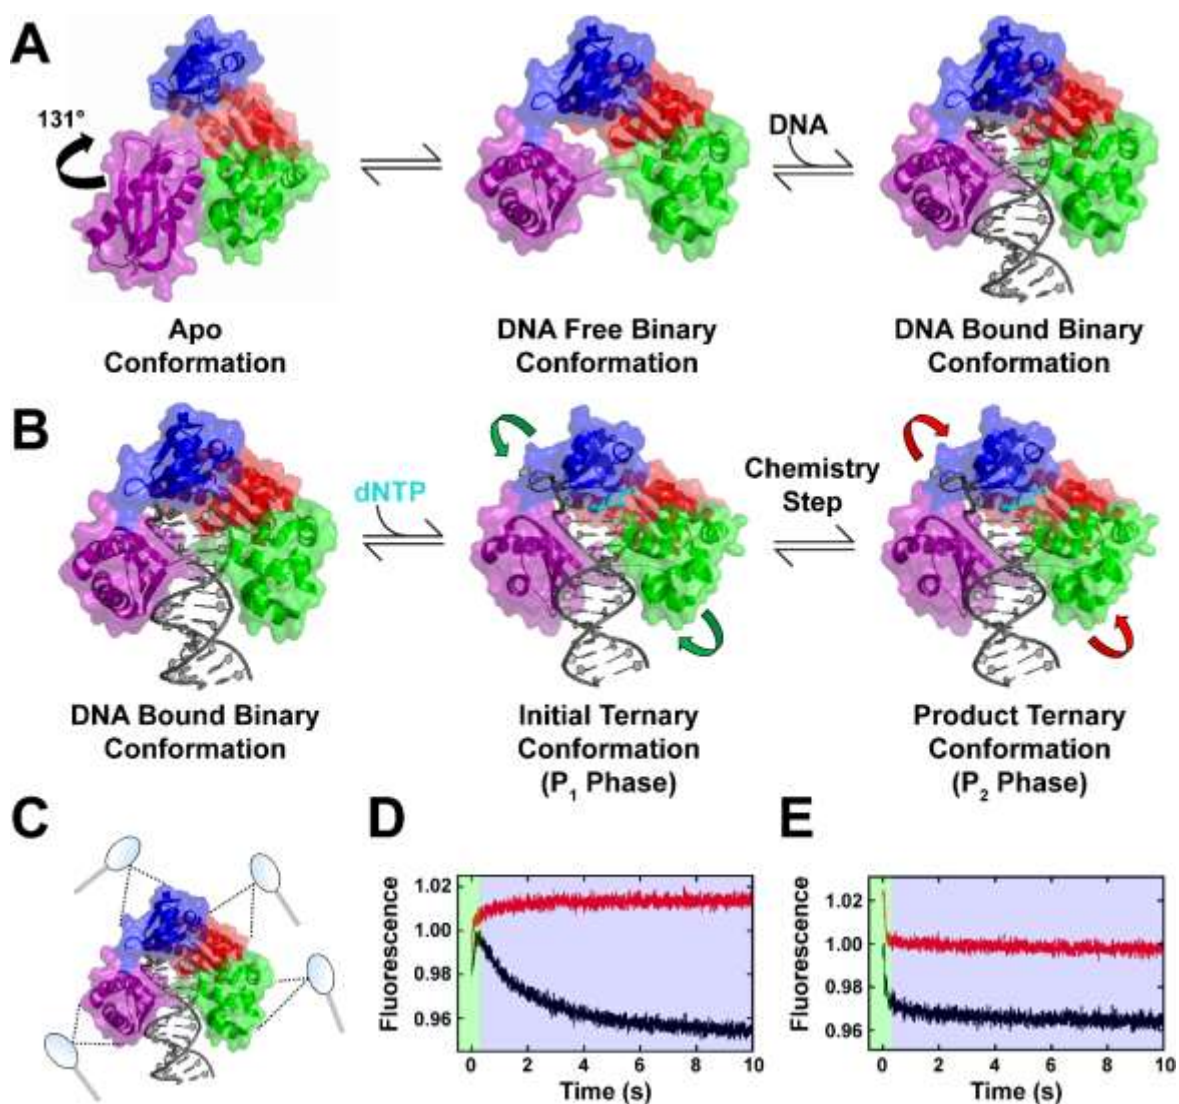 A
131°
DNA
Apo
Conformation
DNA Free Binary
Conformation
DNA Bound Binary
Conformation
B
dNTP
Chemistry
Step
DNA Bound Binary
Conformation
Initial Ternary
Conformation
(P₁ Phase)
Product Ternary
Conformation
(P₂ Phase)
C
D
Fluorescence
1.02
1.00
0.98
0.96
0 2 4 6 8 10
Time (s)
E
Fluorescence
1.02
1.00
0.98
0.96
0 2 4 6 8 10
Time (s)